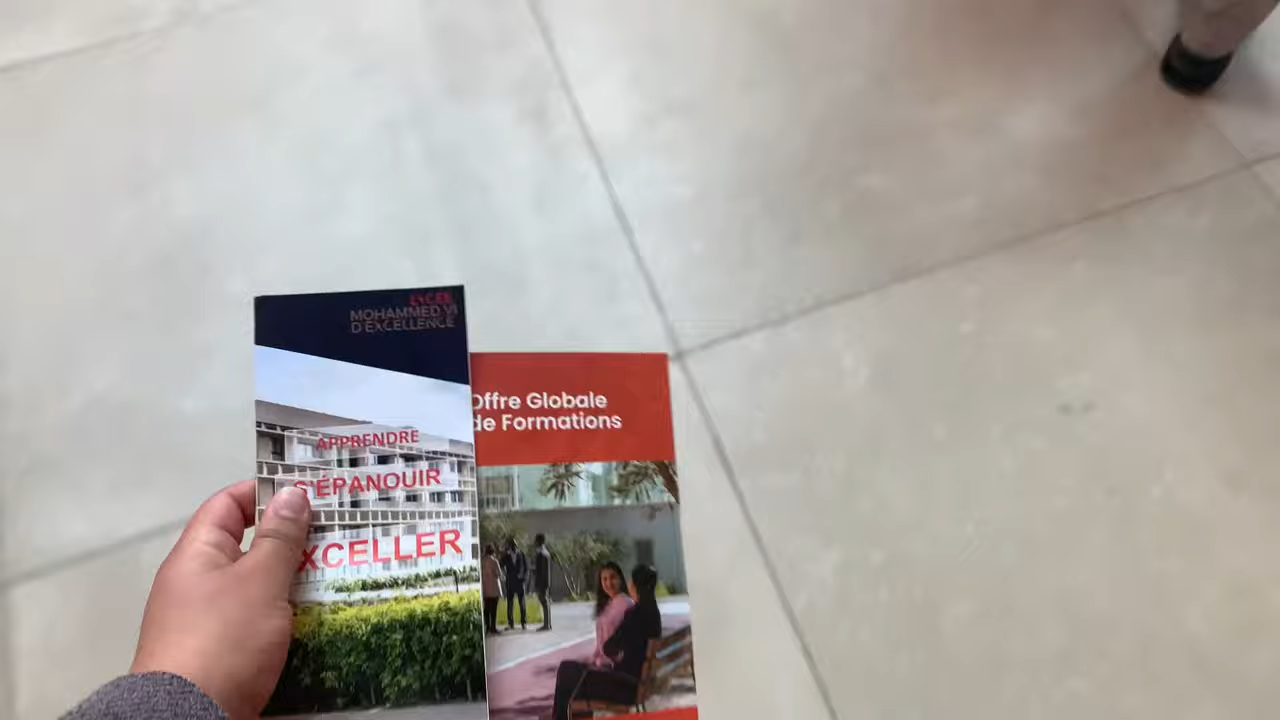 LYCÉE
MOHAMMED VI
D'EXCELLENCE
APPRENDRE
S'ÉPANOUIR
XCELLER
Offre Globale
de Formations